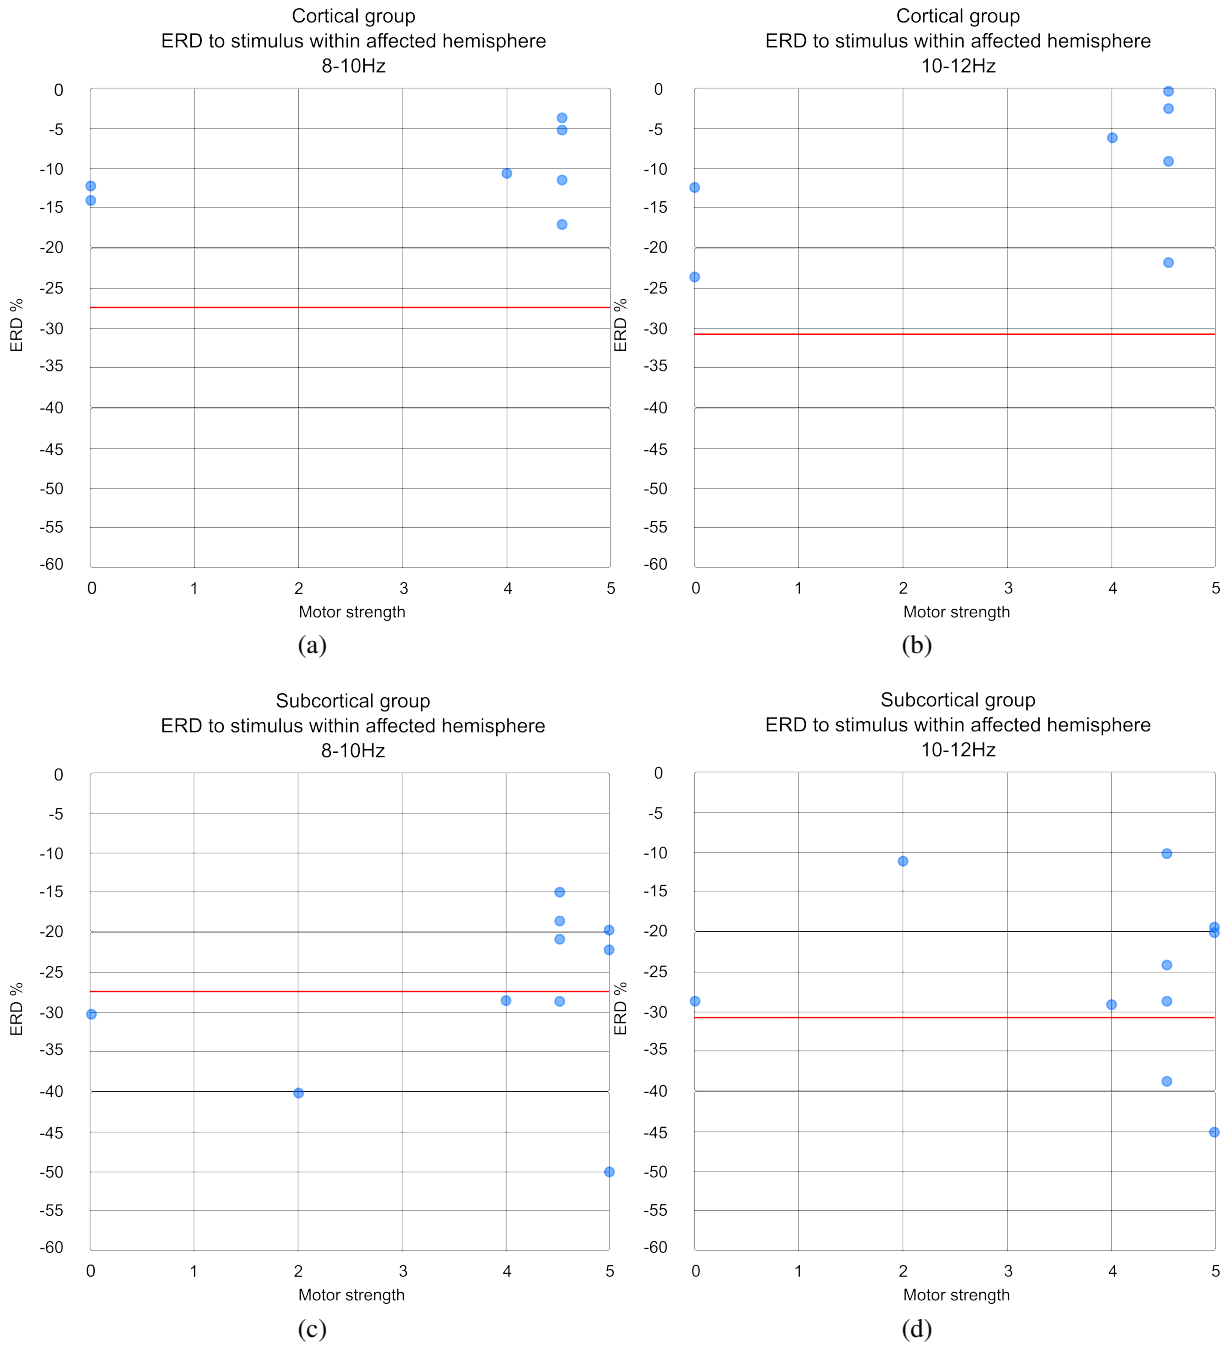 Cortical group
ERD to stimulus within affected hemisphere
8-10Hz
0
-5
-10
-15
-20
-25
-30
-35
-40
-45
-50
-55
-60
ERD %
0 1 2 3 4 5
Motor strength
(a)
Cortical group
ERD to stimulus within affected hemisphere
10-12Hz
0
-5
-10
-15
-20
-25
-30
-35
-40
-45
-50
-55
-60
ERD %
0 1 2 3 4 5
Motor strength
(b)
Subcortical group
ERD to stimulus within affected hemisphere
8-10Hz
0
-5
-10
-15
-20
-25
-30
-35
-40
-45
-50
-55
-60
ERD %
0 1 2 3 4 5
Motor strength
(c)
Subcortical group
ERD to stimulus within affected hemisphere
10-12Hz
0
-5
-10
-15
-20
-25
-30
-35
-40
-45
-50
-55
-60
ERD %
0 1 2 3 4 5
Motor strength
(d)